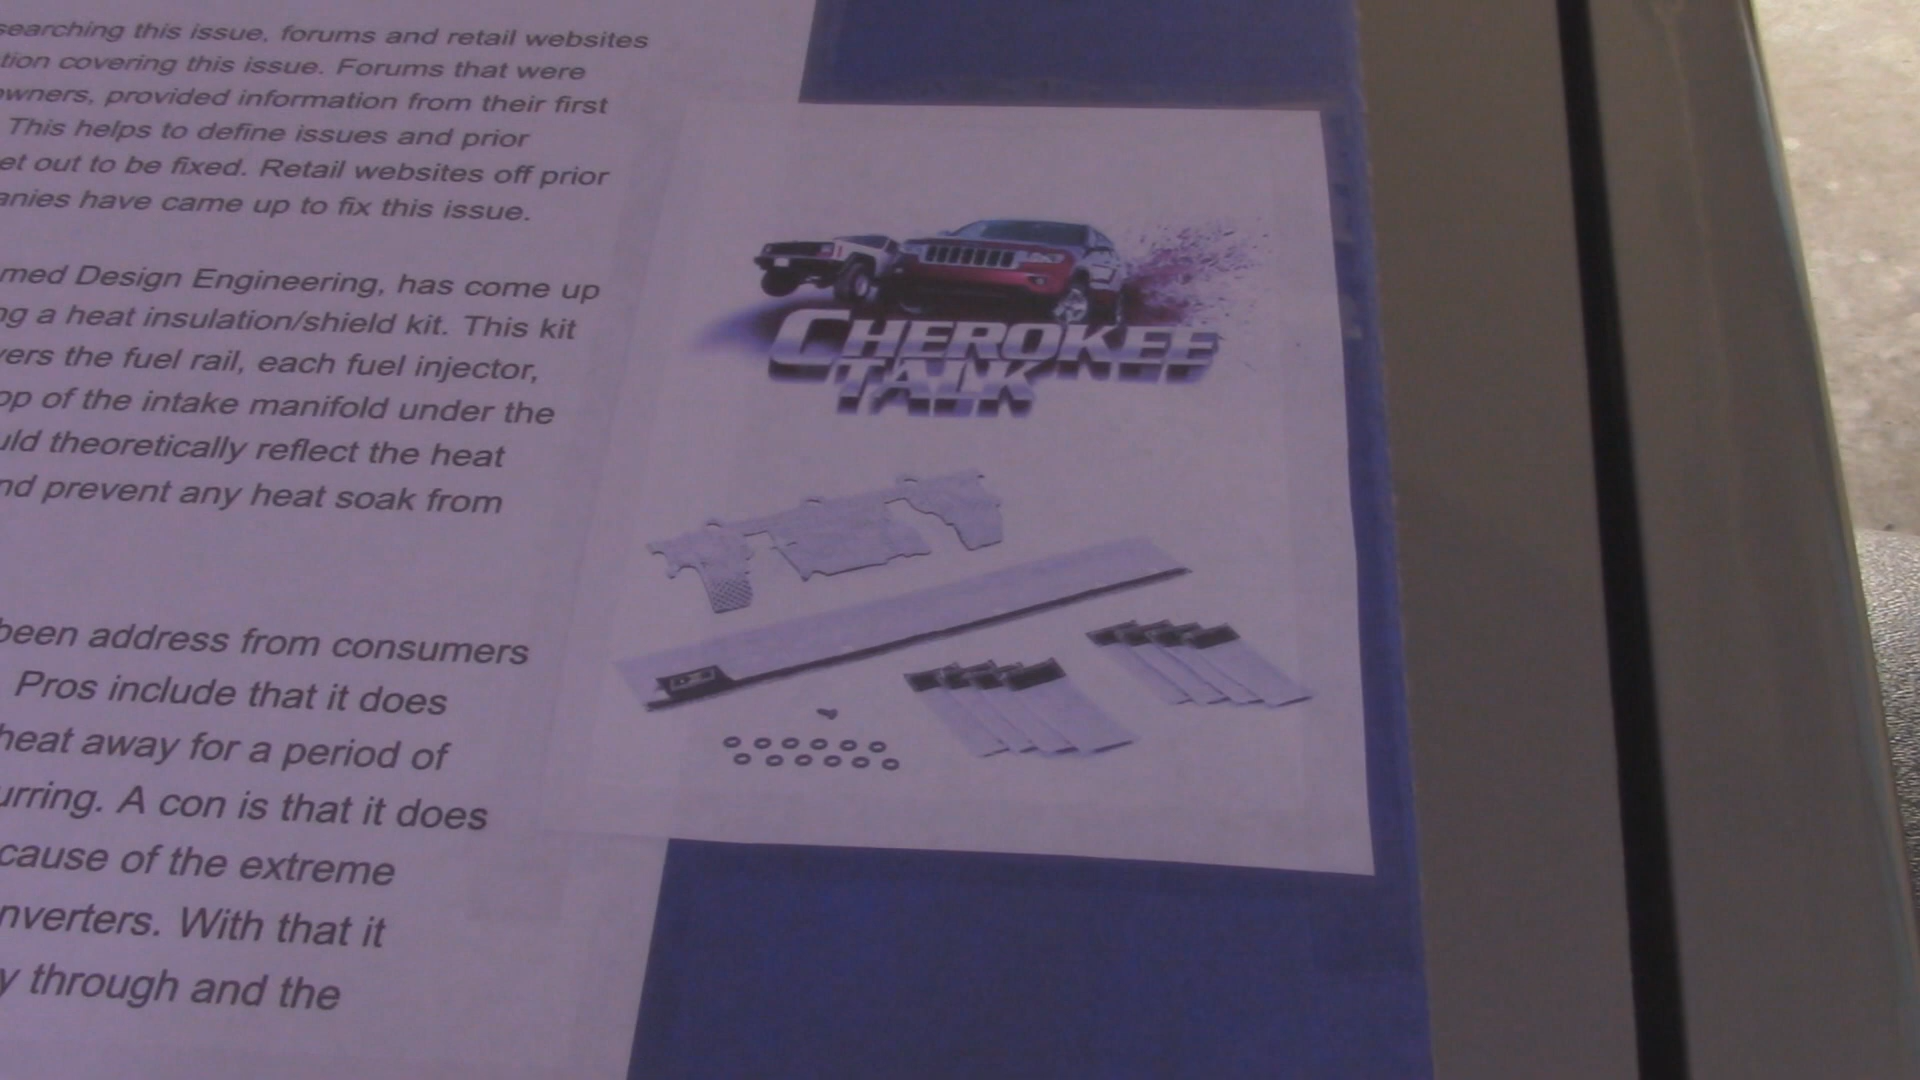 searching this issue, forums and retail websites
tion covering this issue. Forums that were
owners, provided information from their first
This helps to define issues and prior
et out to be fixed. Retail websites off prior
anies have came up to fix this issue.
med Design Engineering, has come up
ng a heat insulation/shield kit. This kit
vers the fuel rail, each fuel injector,
op of the intake manifold under the
uld theoretically reflect the heat
nd prevent any heat soak from
been address from consumers
Pros include that it does
heat away for a period of
urring. A con is that it does
cause of the extreme
nverters. With that it
y through and the
CHEROKEE
TALK